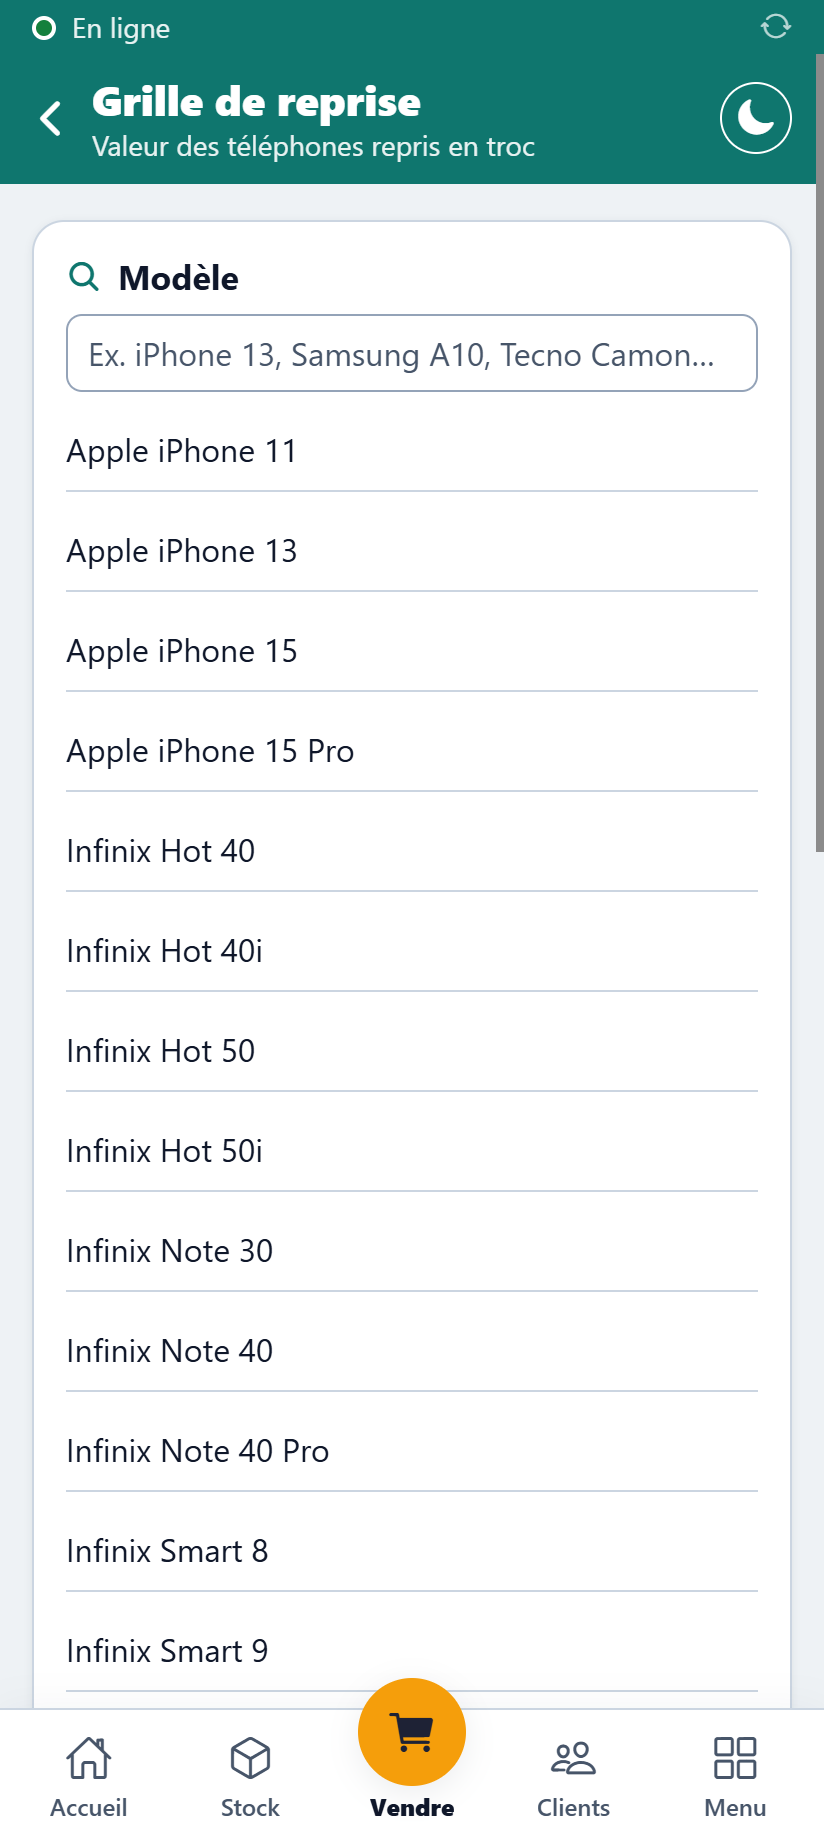 En ligne
Grille de reprise
Valeur des téléphones repris en troc
Modèle
Ex. iPhone 13, Samsung A10, Tecno Camon...
Apple iPhone 11
Apple iPhone 13
Apple iPhone 15
Apple iPhone 15 Pro
Infinix Hot 40
Infinix Hot 40i
Infinix Hot 50
Infinix Hot 50i
Infinix Note 30
Infinix Note 40
Infinix Note 40 Pro
Infinix Smart 8
Infinix Smart 9
Accueil
Stock
Vendre
Clients
Menu